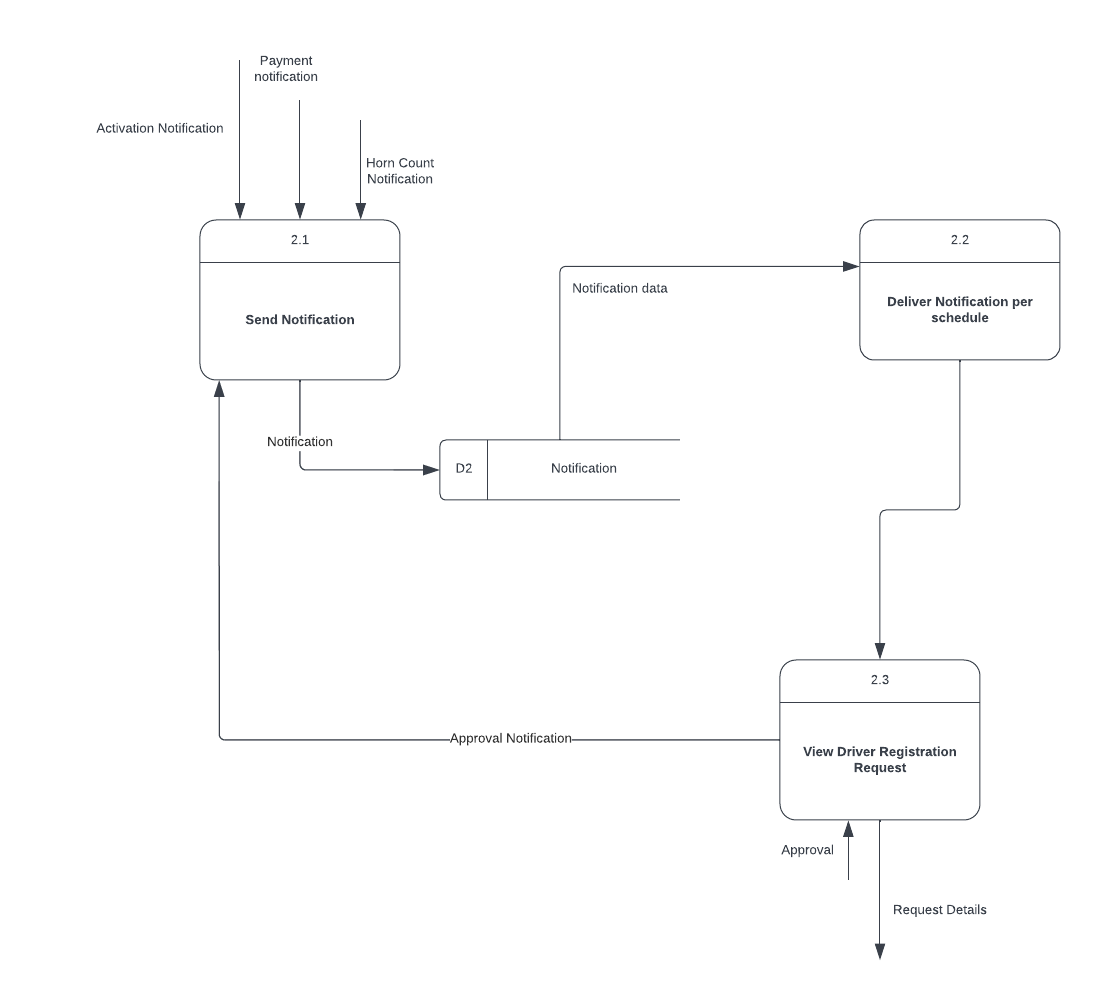 Payment
notification
Activation Notification
Horn Count
Notification
2.1
Send Notification
2.2
Deliver Notification per
schedule
Notification data
Notification
D2
Notification
2.3
View Driver Registration
Request
Approval Notification
Approval
Request Details